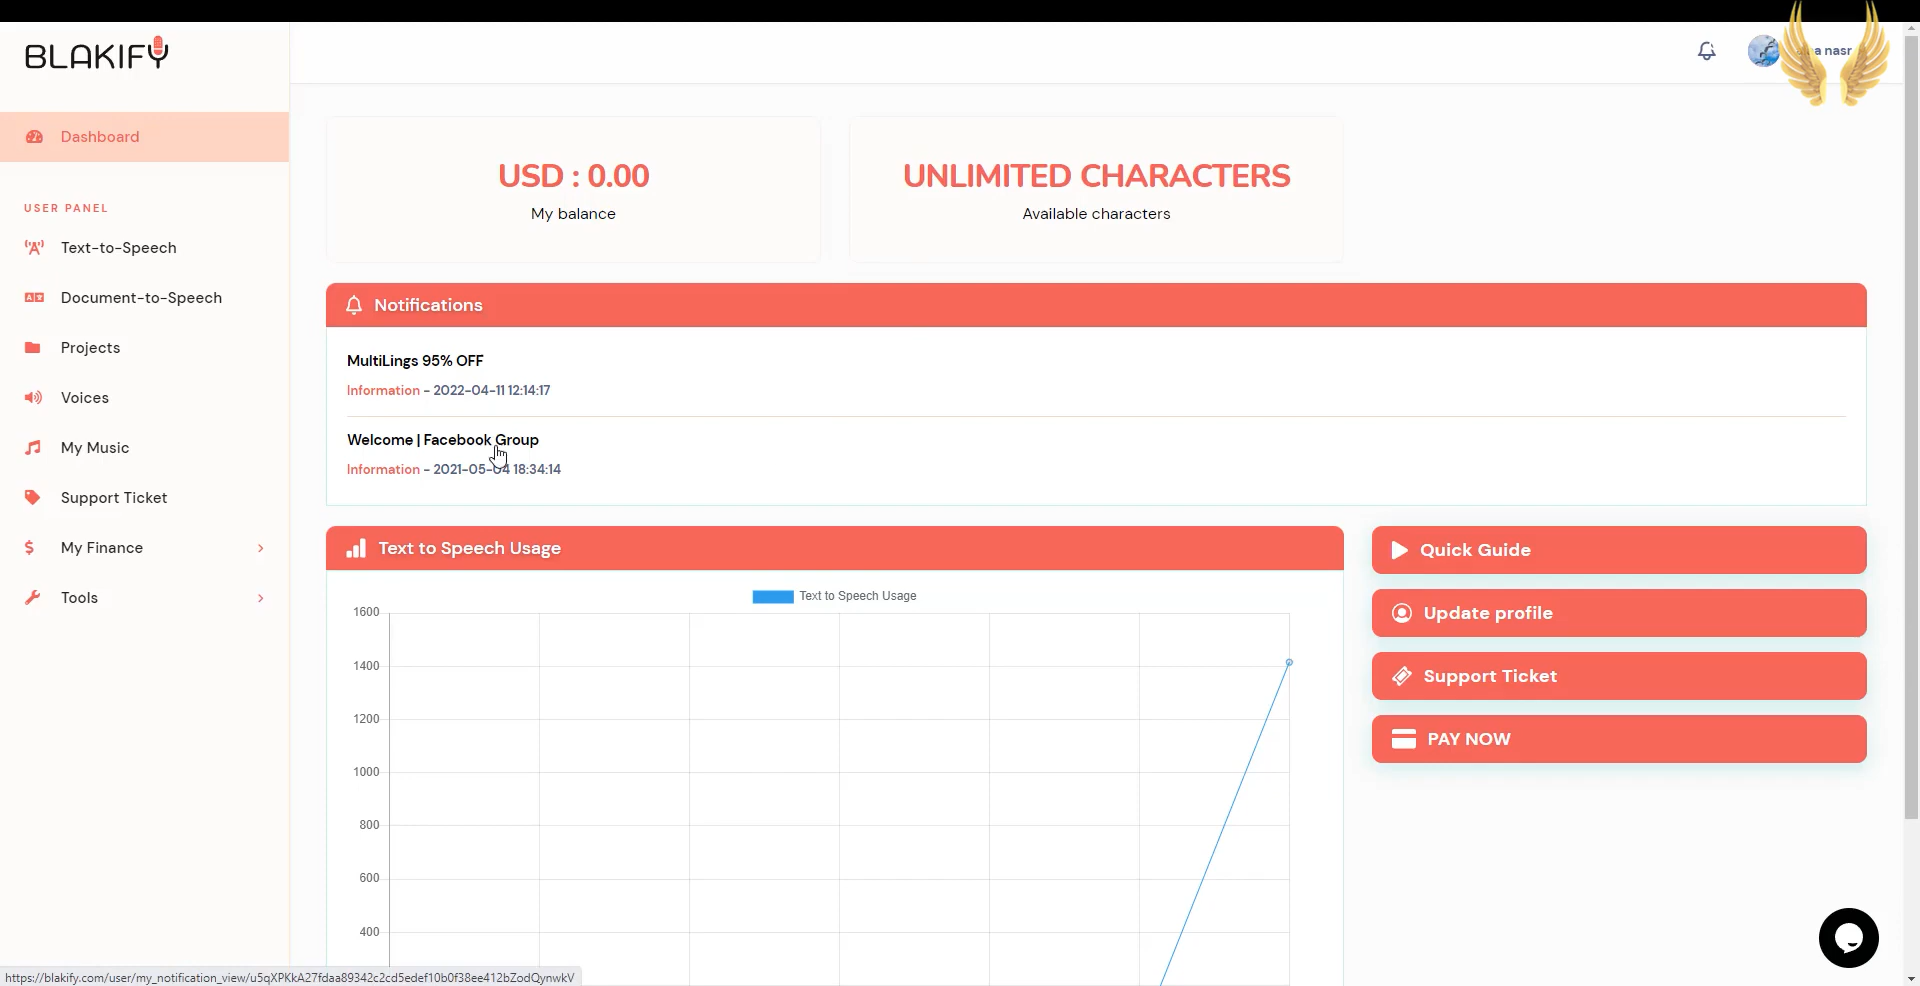 BLAKIFY
a nasr
Dashboard
USER PANEL
Text-to-Speech
Document-to-Speech
Projects
Voices
My Music
Support Ticket
My Finance
Tools
USD : 0.00
My balance
UNLIMITED CHARACTERS
Available characters
Notifications
MultiLings 95% OFF
Information - 2022-04-11 12:14:17
Welcome | Facebook Group
Information - 2021-05-04 18:34:14
Text to Speech Usage
Text to Speech Usage
1600
1400
1200
1000
800
600
400
Quick Guide
Update profile
Support Ticket
PAY NOW
https://blakify.com/user/my_notification_view/u5qXPKkA27fdaa89342c2cd5edef10b0f38ee412bZodQynwkV